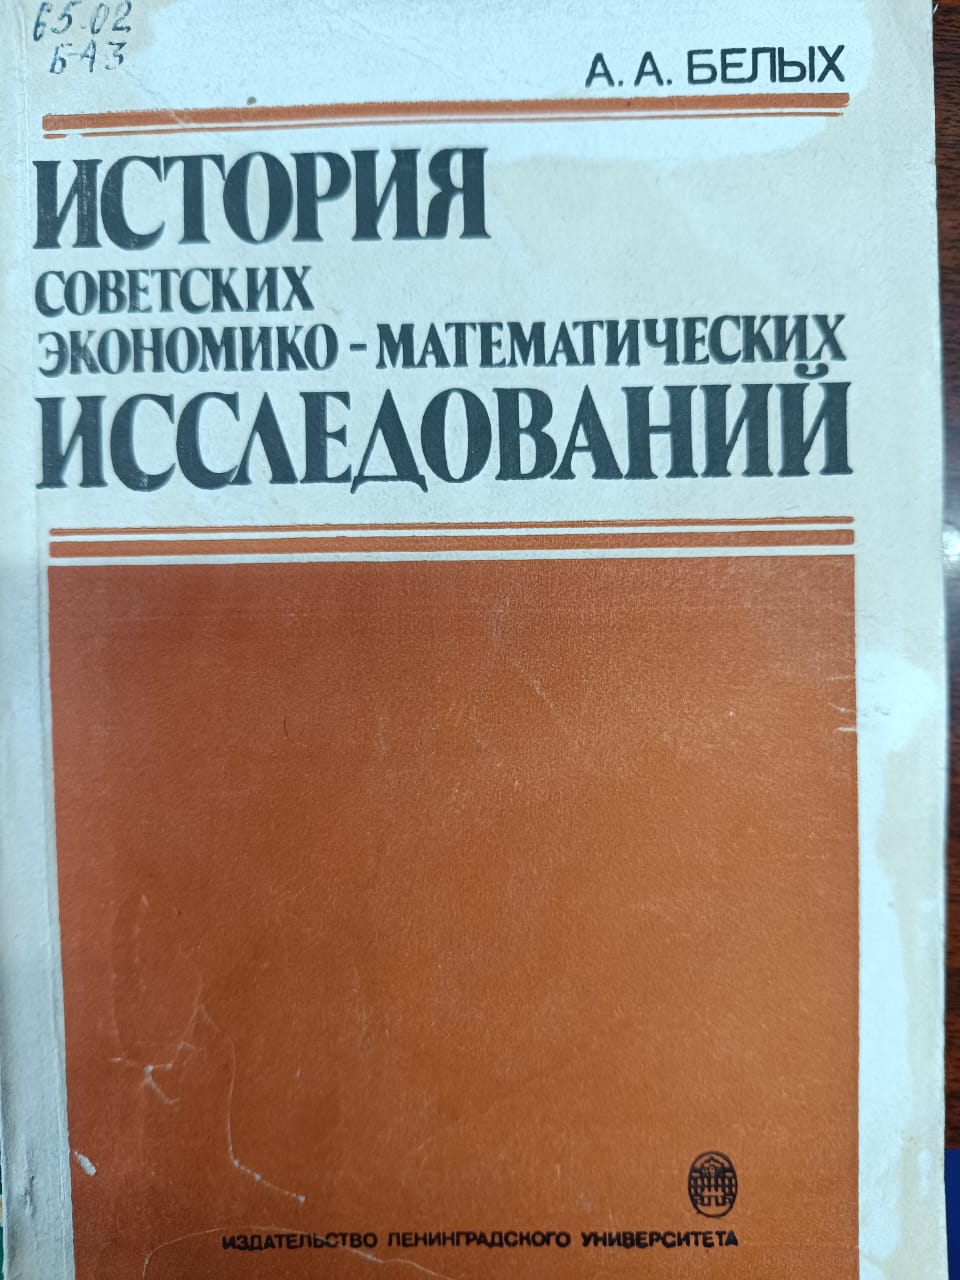 65.02
Б43
А. А. БЕЛЫХ
ИСТОРИЯ
СОВЕТСКИХ
ЭКОНОМИКО - МАТЕМАТИЧЕСКИХ
ИССЛЕДОВАНИЙ
ИЗДАТЕЛЬСТВО ЛЕНИНГРАДСКОГО УНИВЕРСИТЕТА